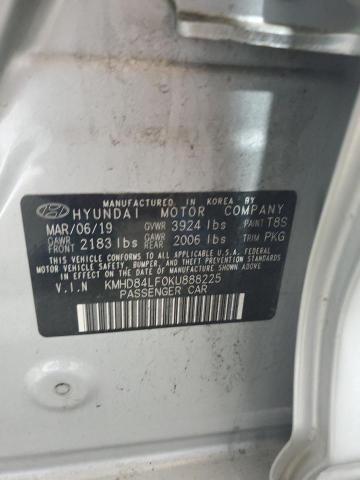 MANUFACTURED IN KOREA BY
HYUNDAI MOTOR COMPANY
MAR/06/19 GVWR 3924 lbs PAINT T8S
GAWR FRONT 2183 lbs GAWR REAR 2006 lbs TRIM PKG
THIS VEHICLE CONFORMS TO ALL APPLICABLE U.S.A FEDERAL
MOTOR VEHICLE SAFETY, BUMPER, AND THEFT PREVENTION STANDARDS
IN EFFECT ON THE DATE OF MANUFACTURE SHOWN ABOVE.
V.I.N KMHD84LF0KU888225
PASSENGER CAR